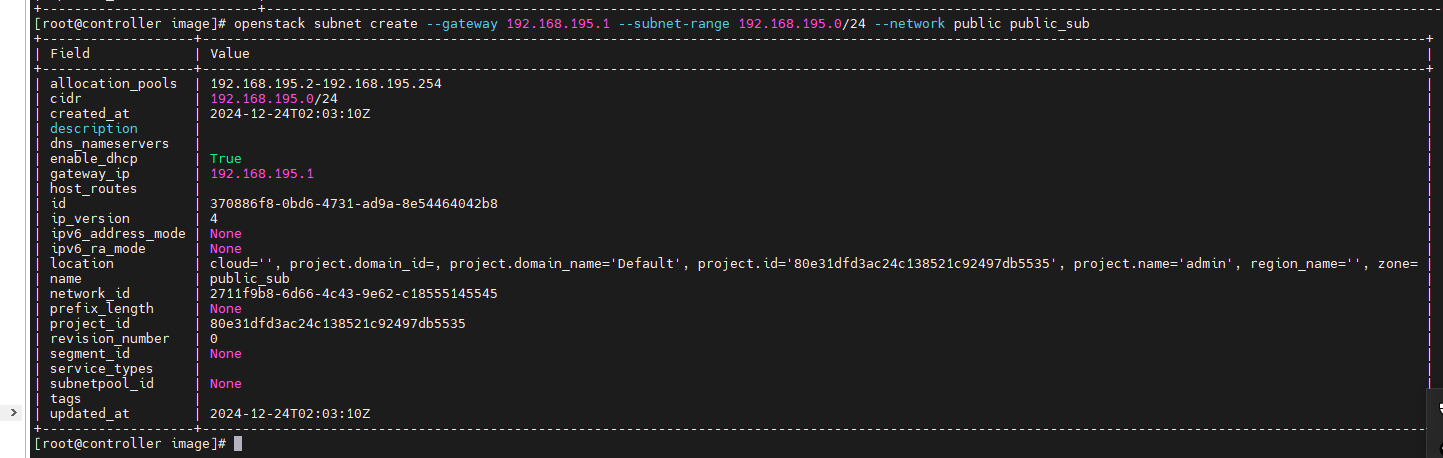 [root@controller image]# openstack subnet create --gateway 192.168.195.1 --subnet-range 192.168.195.0/24 --network public public_sub
+-------------------+---------------------------------------------------------------------------------------------------------------------------------------------------------+
| Field | Value |
+-------------------+---------------------------------------------------------------------------------------------------------------------------------------------------------+
| allocation_pools | 192.168.195.2-192.168.195.254 |
| cidr | 192.168.195.0/24 |
| created_at | 2024-12-24T02:03:10Z |
| description | |
| dns_nameservers | |
| enable_dhcp | True |
| gateway_ip | 192.168.195.1 |
| host_routes | |
| id | 370886f8-0bd6-4731-ad9a-8e54464042b8 |
| ip_version | 4 |
| ipv6_address_mode | None |
| ipv6_ra_mode | None |
| location | cloud='', project.domain_id=, project.domain_name='Default', project.id='80e31dfd3ac24c138521c92497db5535', project.name='admin', region_name='', zone= |
| name | public_sub |
| network_id | 2711f9b8-6d66-4c43-9e62-c18555145545 |
| prefix_length | None |
| project_id | 80e31dfd3ac24c138521c92497db5535 |
| revision_number | 0 |
| segment_id | None |
| service_types | |
| subnetpool_id | None |
| tags | |
| updated_at | 2024-12-24T02:03:10Z |
+-------------------+---------------------------------------------------------------------------------------------------------------------------------------------------------+
[root@controller image]#